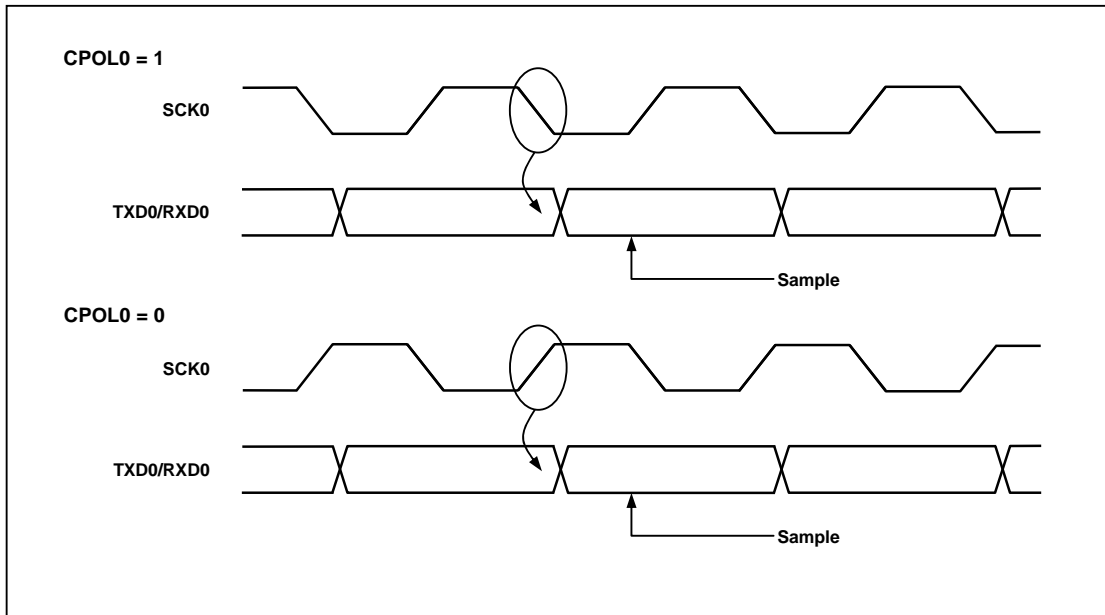 CPOL0 = 1
SCK0
TXD0/RXD0
Sample
CPOL0 = 0
SCK0
TXD0/RXD0
Sample